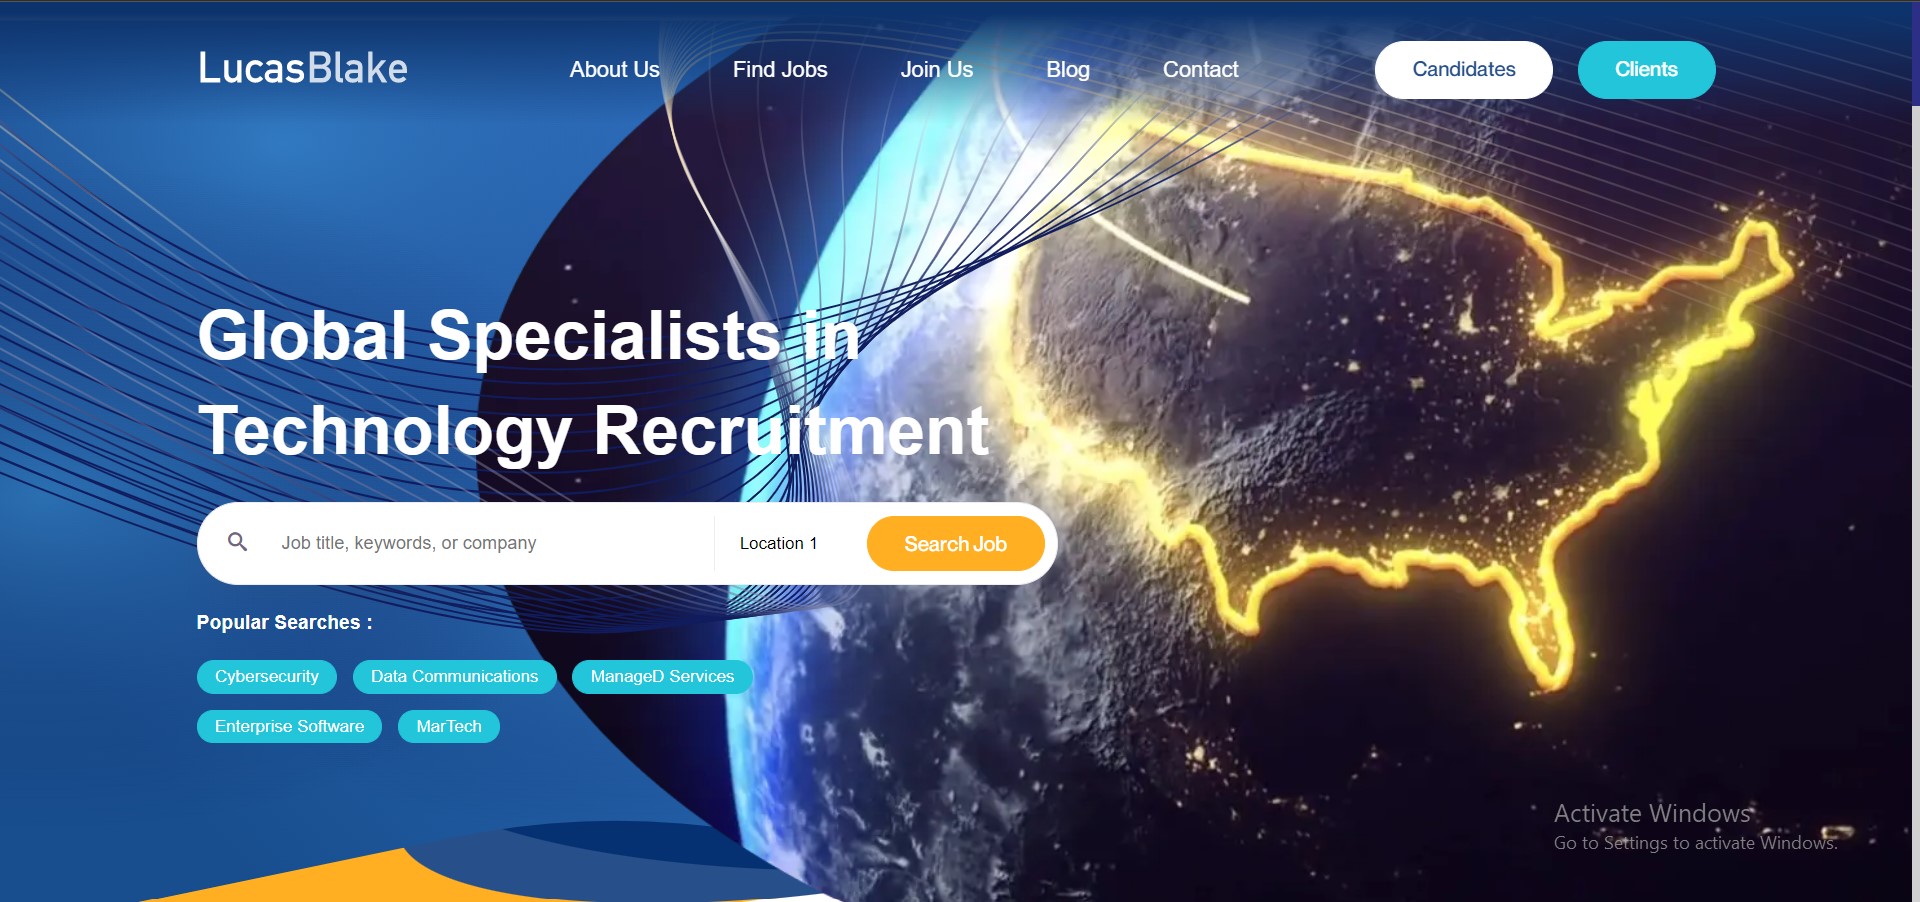 LucasBlake
About Us
Find Jobs
Join Us
Blog
Contact
Candidates
Clients
Global Specialists in
Technology Recruitment
Job title, keywords, or company
Location 1
Search Job
Popular Searches :
Cybersecurity
Data Communications
ManageD Services
Enterprise Software
MarTech
Activate Windows
Go to Settings to activate Windows.